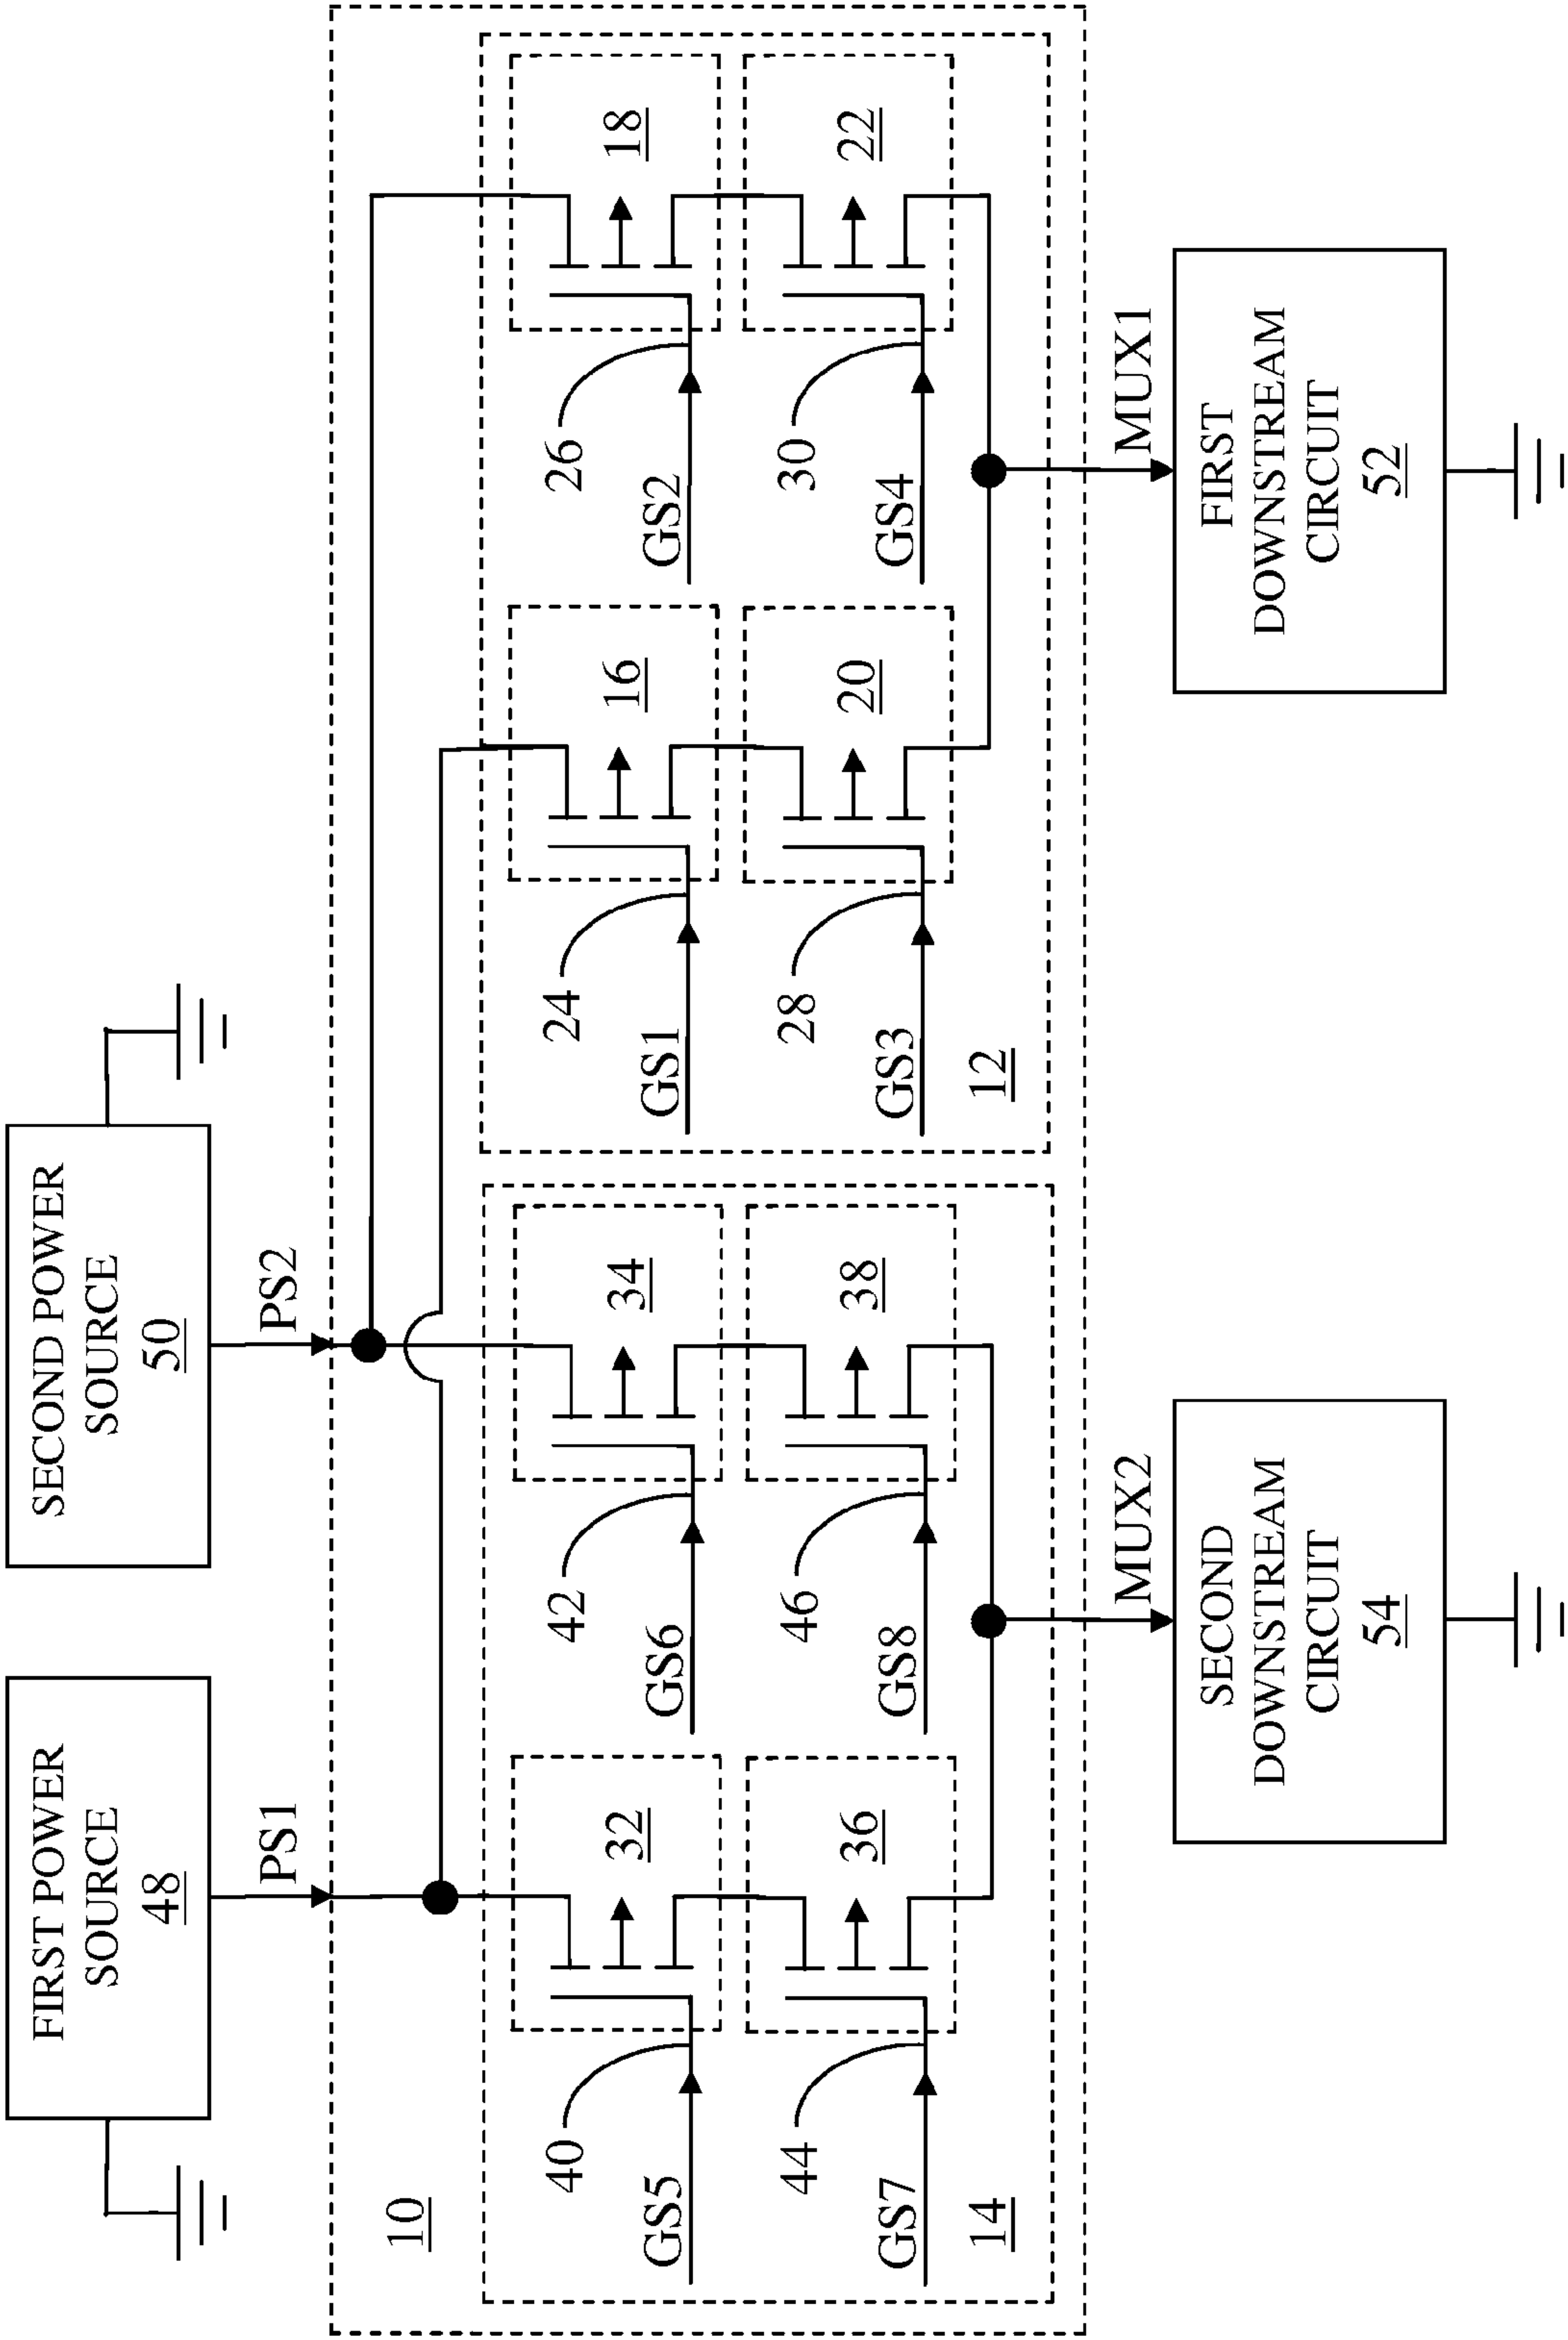 FIRST POWER
SOURCE
48
SECOND POWER
SOURCE
50
PS1
PS2
10
40
32
42
34
24
16
26
18
GS5
GS6
GS1
GS2
44
36
46
38
28
20
30
22
GS7
GS8
GS3
GS4
14
12
MUX2
MUX1
SECOND
DOWNSTREAM
CIRCUIT
54
FIRST
DOWNSTREAM
CIRCUIT
52